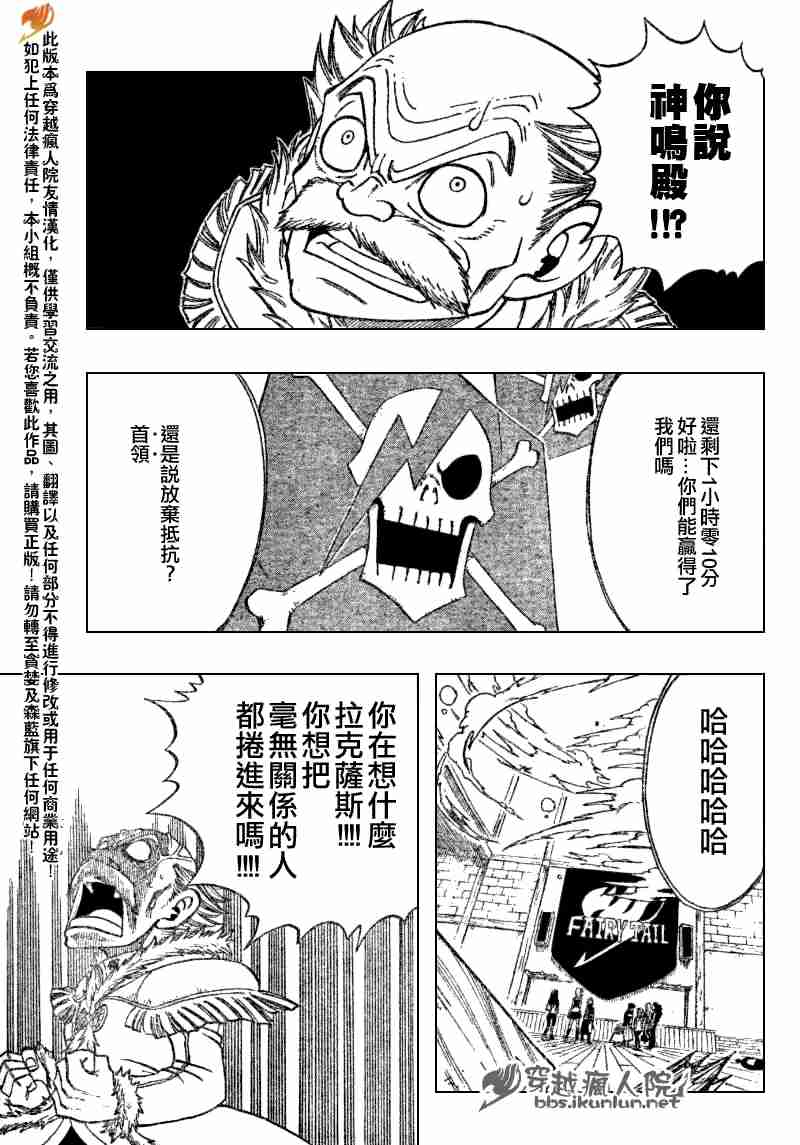 你說
神鳴殿!!?
還剩下1小時零10分
好啦…你們能贏得了
我們嗎
還是説放棄抵抗？
首領
哈哈哈哈哈
FAIRY TAIL
你在想什麼
拉克薩斯!!!!
你想把
毫無關係的人
都捲進來嗎!!!!
此版本爲穿越瘋人院友情漢化，僅供學習交流之用，其圖、翻譯以及任何部分不得進行修改或用于任何商業用途！
如犯上任何法律責任，本小組概不負責。若您喜歡此作品，請購買正版！請勿轉至貪婪及森藍旗下任何網站！
穿越瘋人院
bbs.ikunlun.net